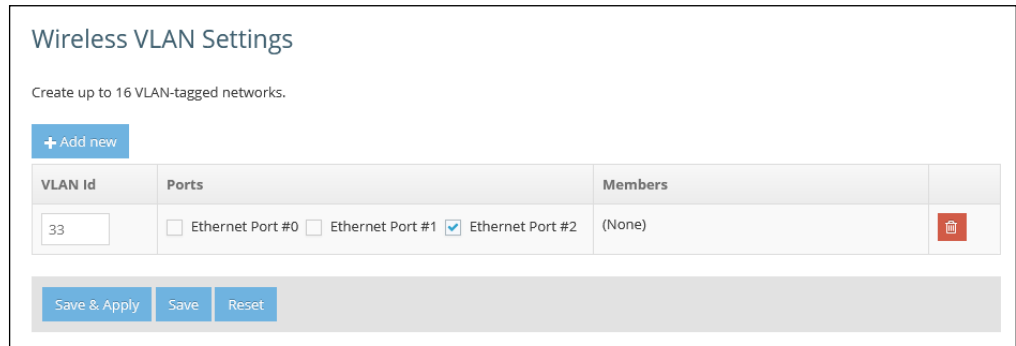 Wireless VLAN Settings
Create up to 16 VLAN-tagged networks.
Add new
VLAN Id Ports Members
33 Ethernet Port #0 Ethernet Port #1 Ethernet Port #2 (None)
Save & Apply Save Reset